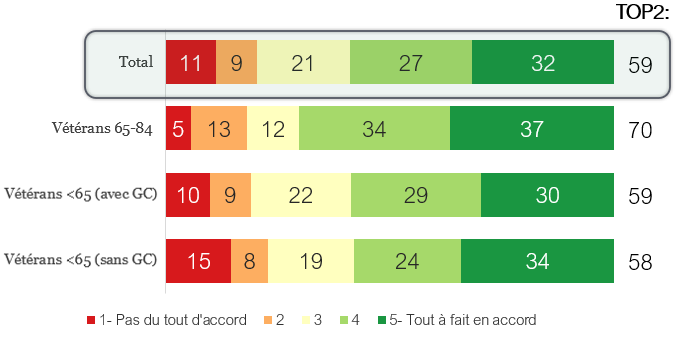 TOP2:
Total 11 9 21 27 32 59
Vétérans 65-84 5 13 12 34 37 70
Vétérans <65 (avec GC) 10 9 22 29 30 59
Vétérans <65 (sans GC) 15 8 19 24 34 58
1- Pas du tout d'accord 2 3 4 5- Tout à fait en accord